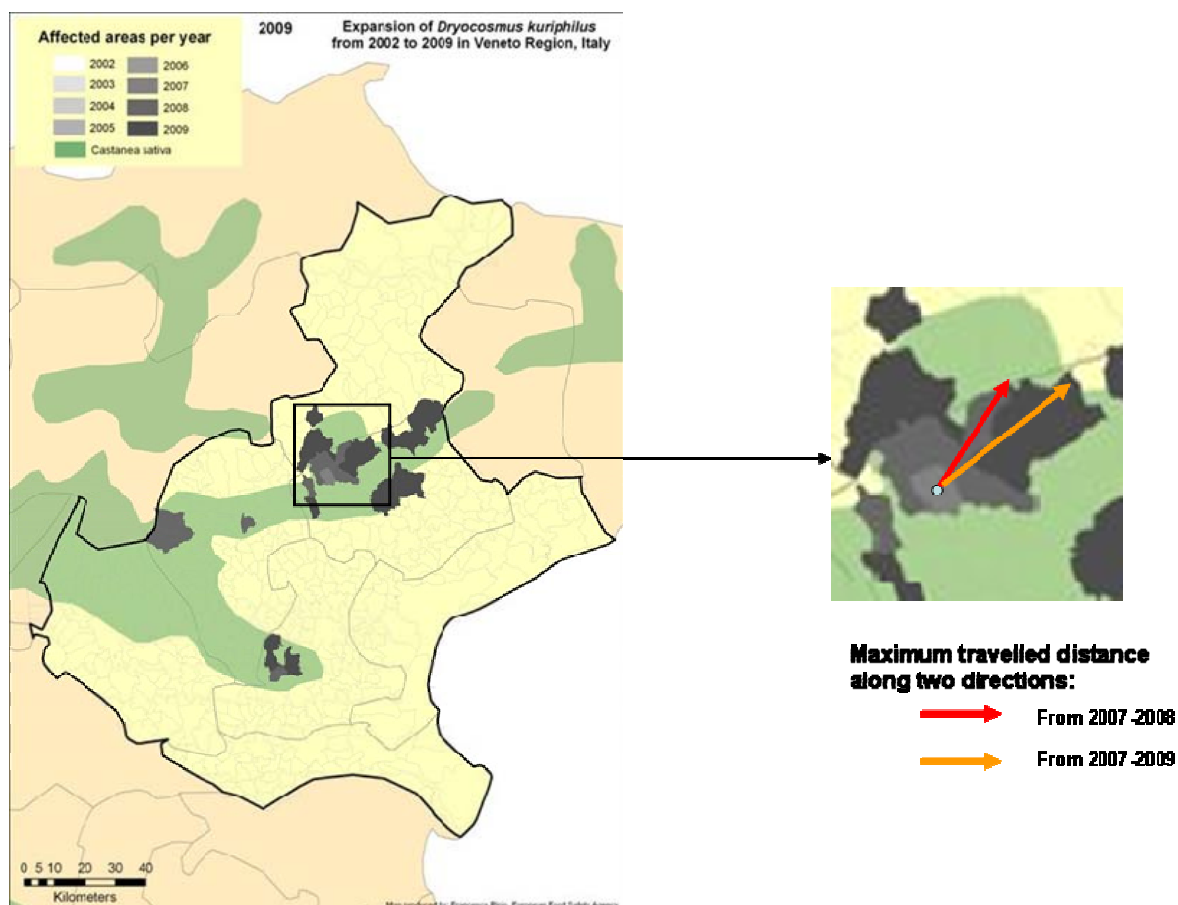 Affected areas per year
2009
Expansion of Dryocosmus kuriphilus
from 2002 to 2009 in Veneto Region, Italy
2002 2006
2003 2007
2004 2008
2005 2009
Castanea sativa
Maximum travelled distance
along two directions:
From 2007-2008
From 2007-2009
0 5 10 20 30 40
Kilometers